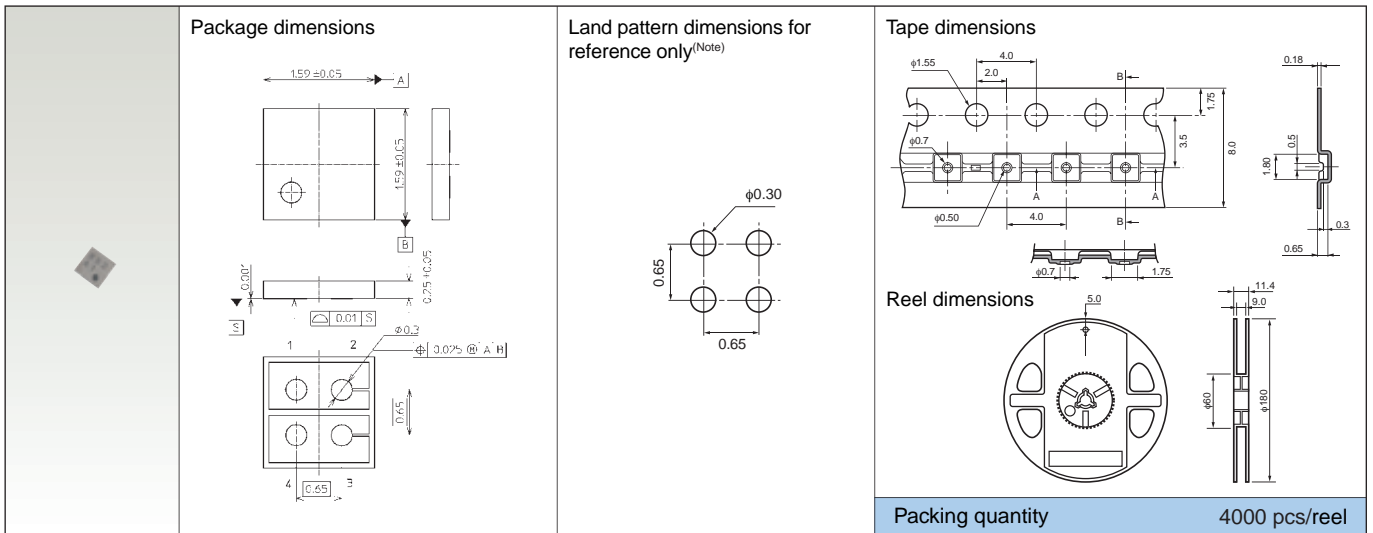 Package dimensions
1.59 ±0.05
A
1.59 ±0.05
B
0.25 ±0.05
S
0.01 S
φ0.3
0.025 Ⓜ A B
1 2
0.65
4 3
0.65
Land pattern dimensions for
reference only(Note)
φ0.30
0.65
0.65
Tape dimensions
φ1.55
4.0
2.0
B
1.75
3.5
8.0
φ0.7
A
A
φ0.50
4.0
B
φ0.7
1.75
0.18
0.5
1.80
0.3
0.65
Reel dimensions
5.0
11.4
9.0
φ60
φ180
Packing quantity 4000 pcs/reel